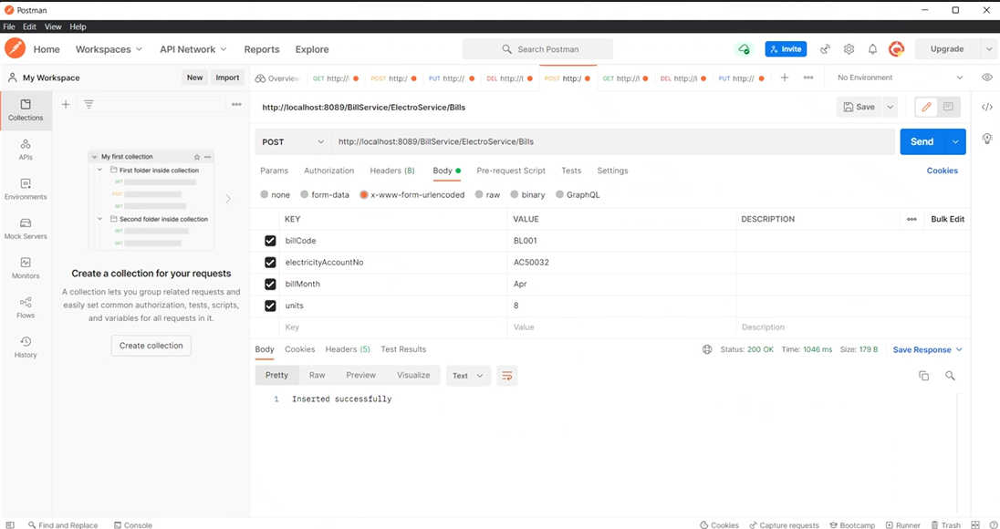 Postman
File Edit View Help
Home Workspaces API Network Reports Explore Search Postman Invite Upgrade
My Workspace New Import Overview GET http:// POST http:/ PUT http:// DEL http:// POST http:/ GET http:// DEL http:// PUT http:// No Environment
Collections
APIs
Environments
Mock Servers
Monitors
Flows
History
My first collection
First folder inside collection
GET
POST
GET
Second folder inside collection
GET
GET
Create a collection for your requests
A collection lets you group related requests and
easily set common authorization, tests, scripts,
and variables for all requests in it.
Create collection
http://localhost:8089/BillService/ElectroService/Bills Save
POST http://localhost:8089/BillService/ElectroService/Bills Send
Params Authorization Headers (8) Body Pre-request Script Tests Settings Cookies
none form-data x-www-form-urlencoded raw binary GraphQL
KEY VALUE DESCRIPTION Bulk Edit
billCode BL001
electricityAccountNo AC50032
billMonth Apr
units 8
Key Value Description
Body Cookies Headers (5) Test Results Status: 200 OK Time: 1046 ms Size: 179 B Save Response
Pretty Raw Preview Visualize Text
1 Inserted successfully
Find and Replace Console Cookies Capture requests Bootcamp Runner Trash